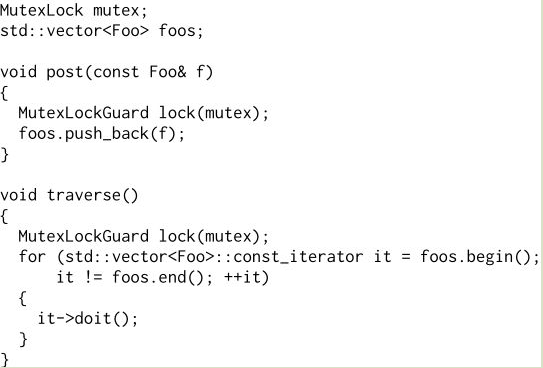 MutexLock mutex;
std::vector<Foo> foos;
void post(const Foo& f)
{
MutexLockGuard lock(mutex);
foos.push_back(f);
}
void traverse()
{
MutexLockGuard lock(mutex);
for (std::vector<Foo>::const_iterator it = foos.begin();
it != foos.end(); ++it)
{
it->doit();
}
}